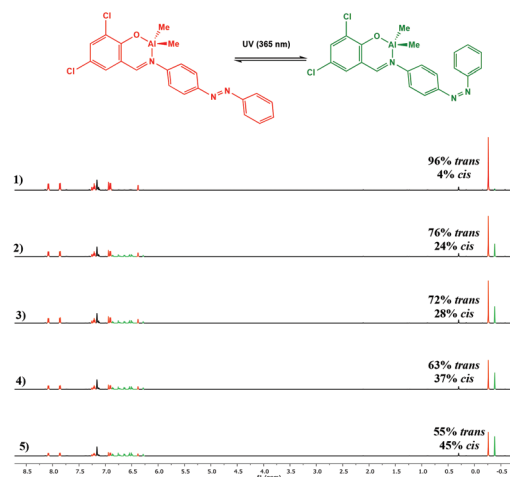 Cl
Me
O
Al
Me
Cl
N
N
N
UV (365 nm)
Cl
Me
O
Al
Me
Cl
N
N
N
96% trans
4% cis
1)
76% trans
24% cis
2)
72% trans
28% cis
3)
63% trans
37% cis
4)
55% trans
45% cis
5)
8.5 8.0 7.5 7.0 6.5 6.0 5.5 5.0 4.5 4.0 3.5 3.0 2.5 2.0 1.5 1.0 0.5 0.0 -0.5